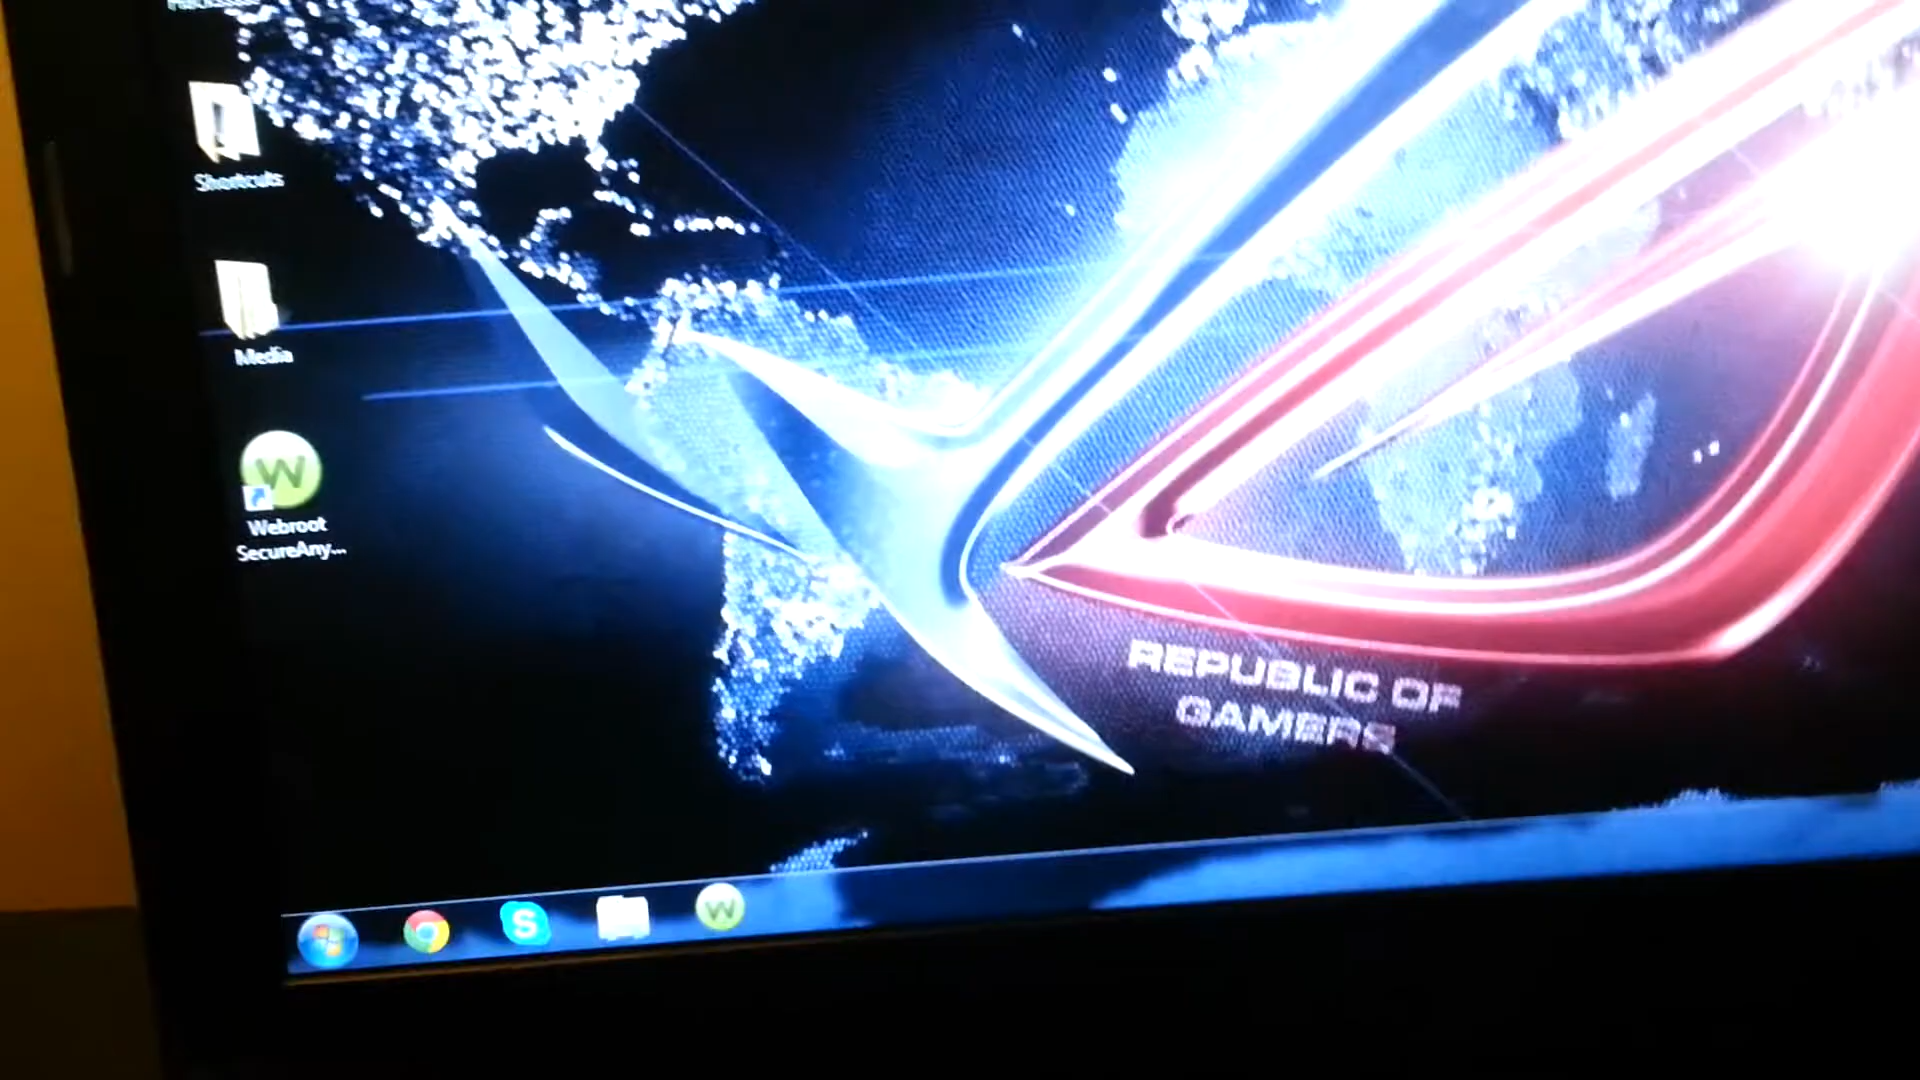 Shortcuts
Media
Webroot
SecureAny...
REPUBLIC OF
GAMERS
W
S
W